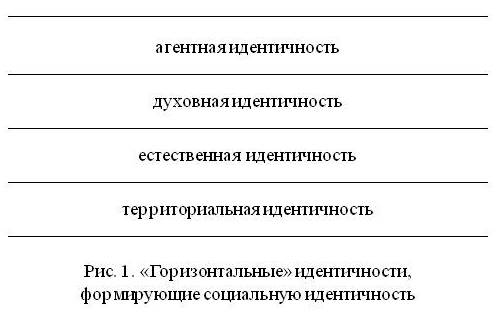 агентная идентичность
духовная идентичность
естественная идентичность
территориальная идентичность
Рис. 1. «Горизонтальные» идентичности,
формирующие социальную идентичность